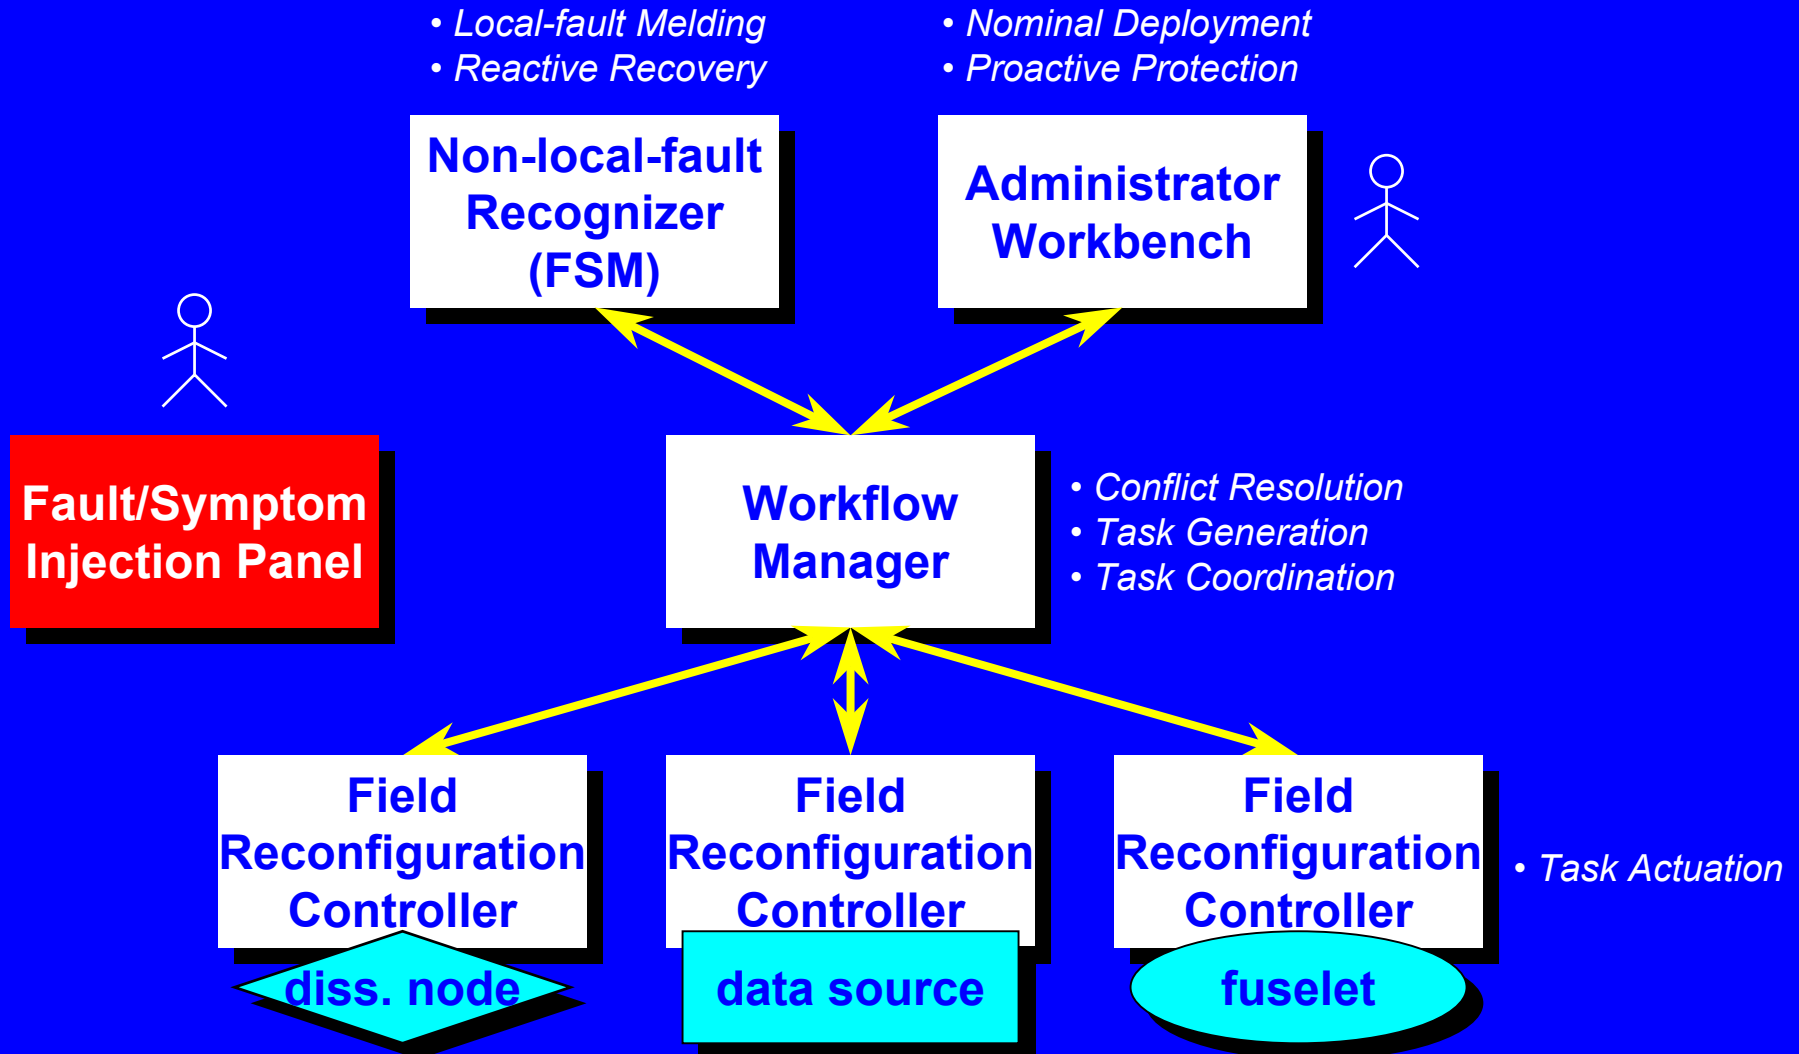 • Local-fault Melding
• Reactive Recovery
• Nominal Deployment
• Proactive Protection
Non-local-fault
Recognizer
(FSM)
Administrator
Workbench
Fault/Symptom
Injection Panel
Workflow
Manager
• Conflict Resolution
• Task Generation
• Task Coordination
Field
Reconfiguration
Controller
diss. node
Field
Reconfiguration
Controller
data source
Field
Reconfiguration
Controller
fuselet
• Task Actuation